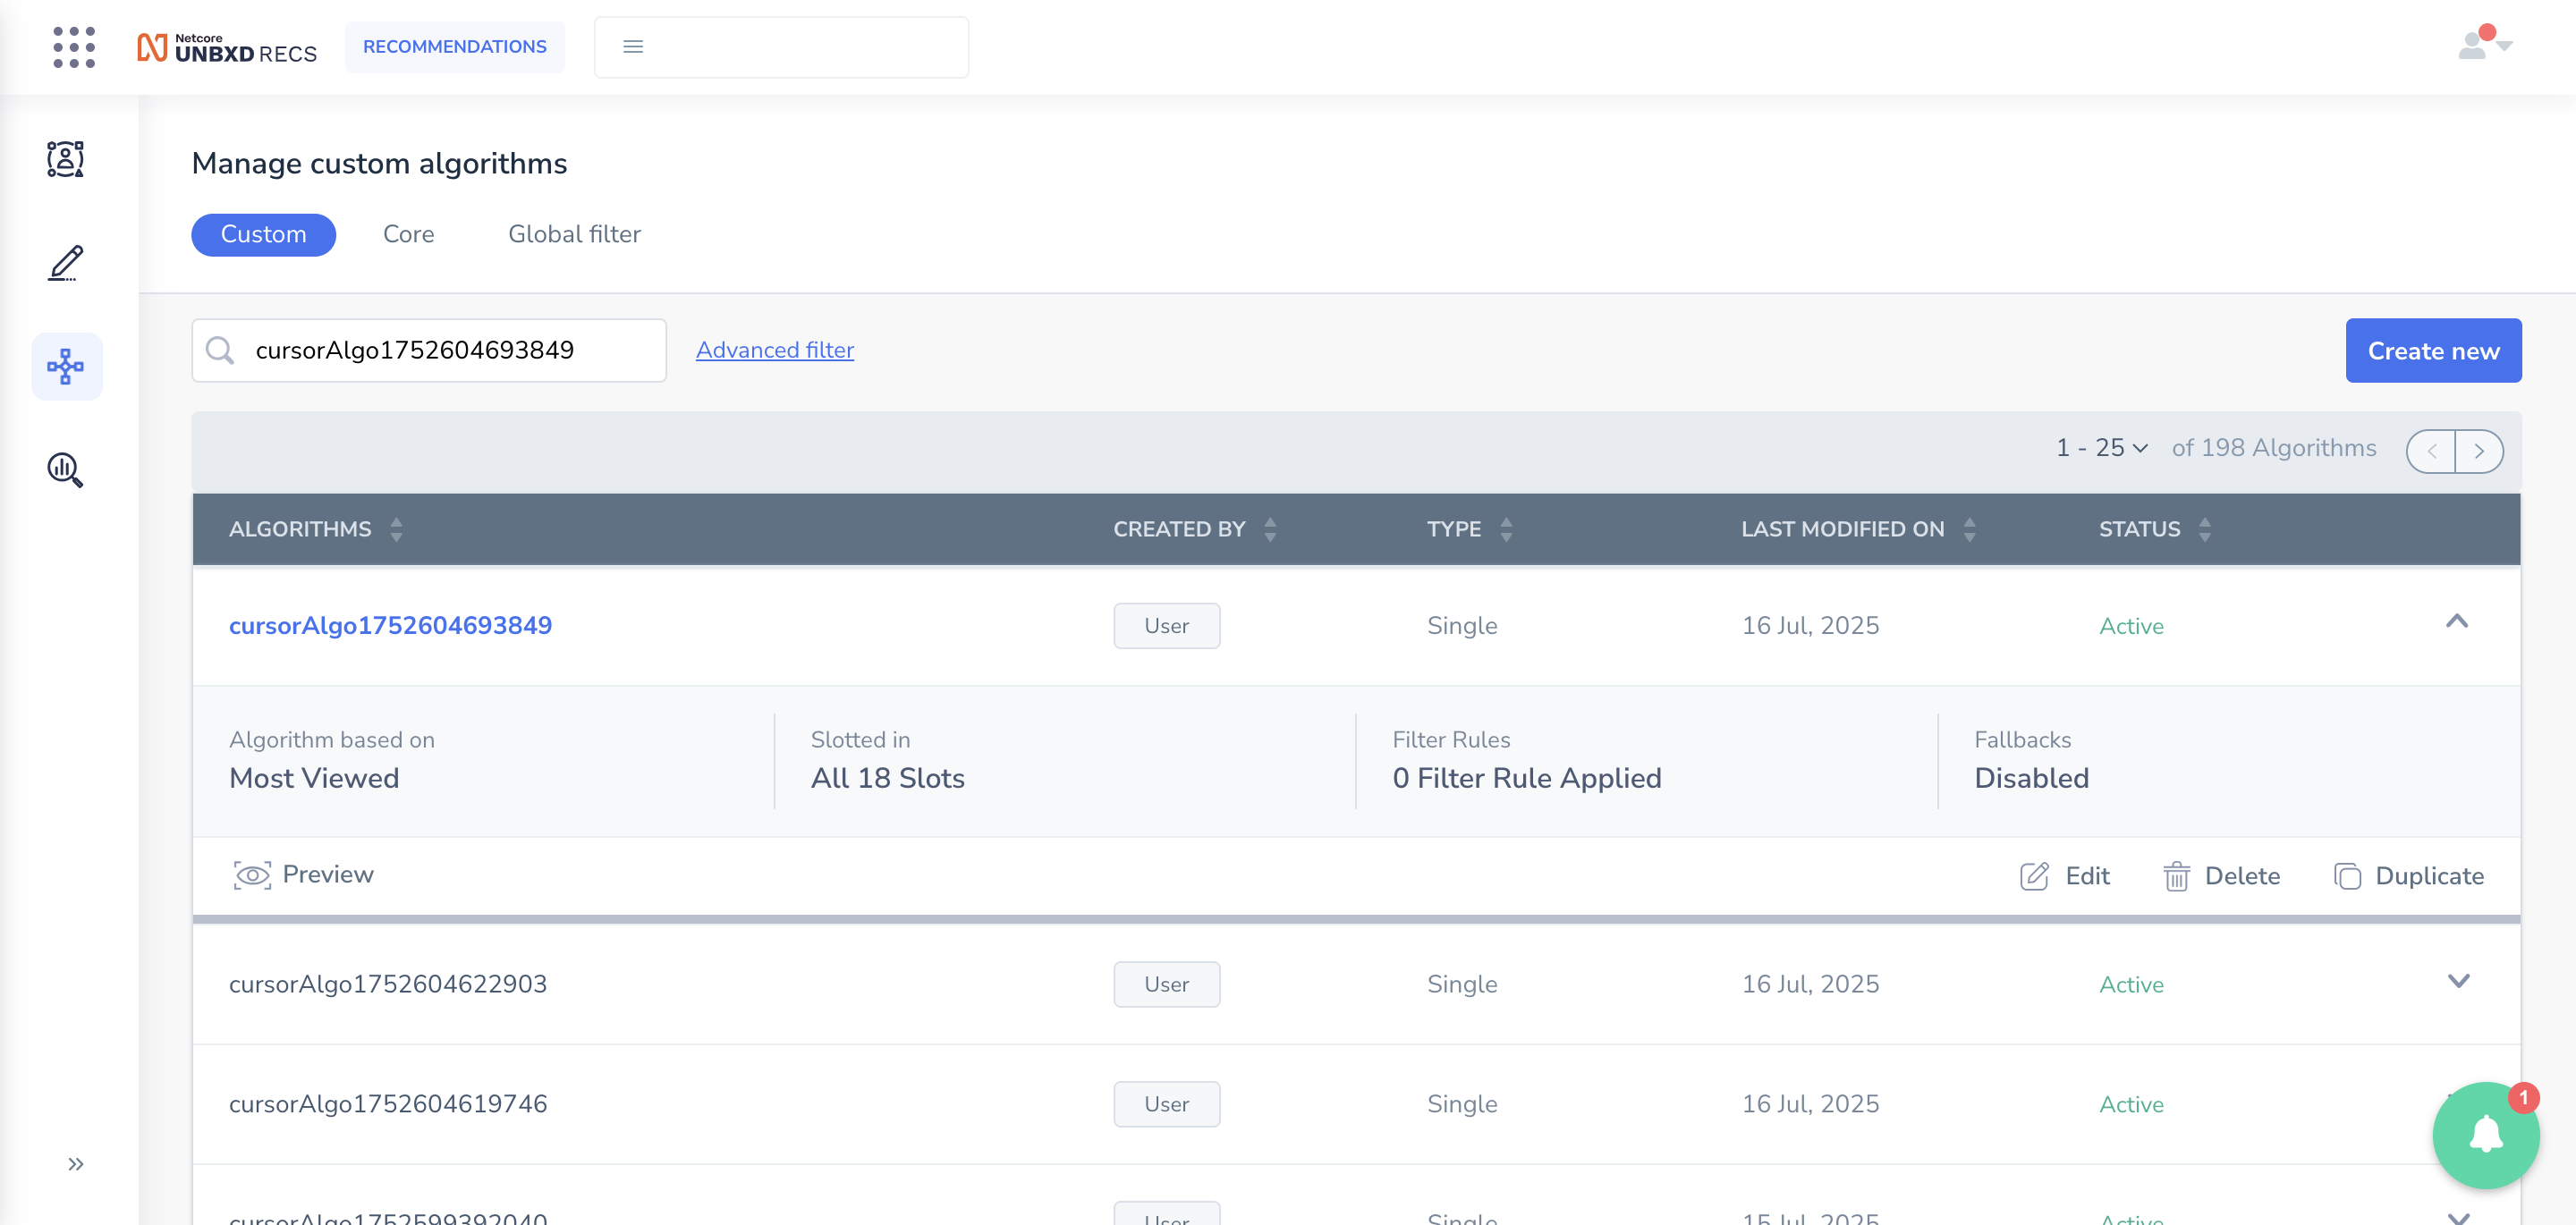 Netcore
UNBXD RECS
RECOMMENDATIONS
Manage custom algorithms
Custom
Core
Global filter
cursorAlgo1752604693849
Advanced filter
Create new
1 - 25
of 198 Algorithms
ALGORITHMS
CREATED BY
TYPE
LAST MODIFIED ON
STATUS
cursorAlgo1752604693849
User
Single
16 Jul, 2025
Active
Algorithm based on
Most Viewed
Slotted in
All 18 Slots
Filter Rules
0 Filter Rule Applied
Fallbacks
Disabled
Preview
Edit
Delete
Duplicate
cursorAlgo1752604622903
User
Single
16 Jul, 2025
Active
cursorAlgo1752604619746
User
Single
16 Jul, 2025
Active
1
cursorAlgo1752599392040
User
Single
15 Jul, 2025
Active